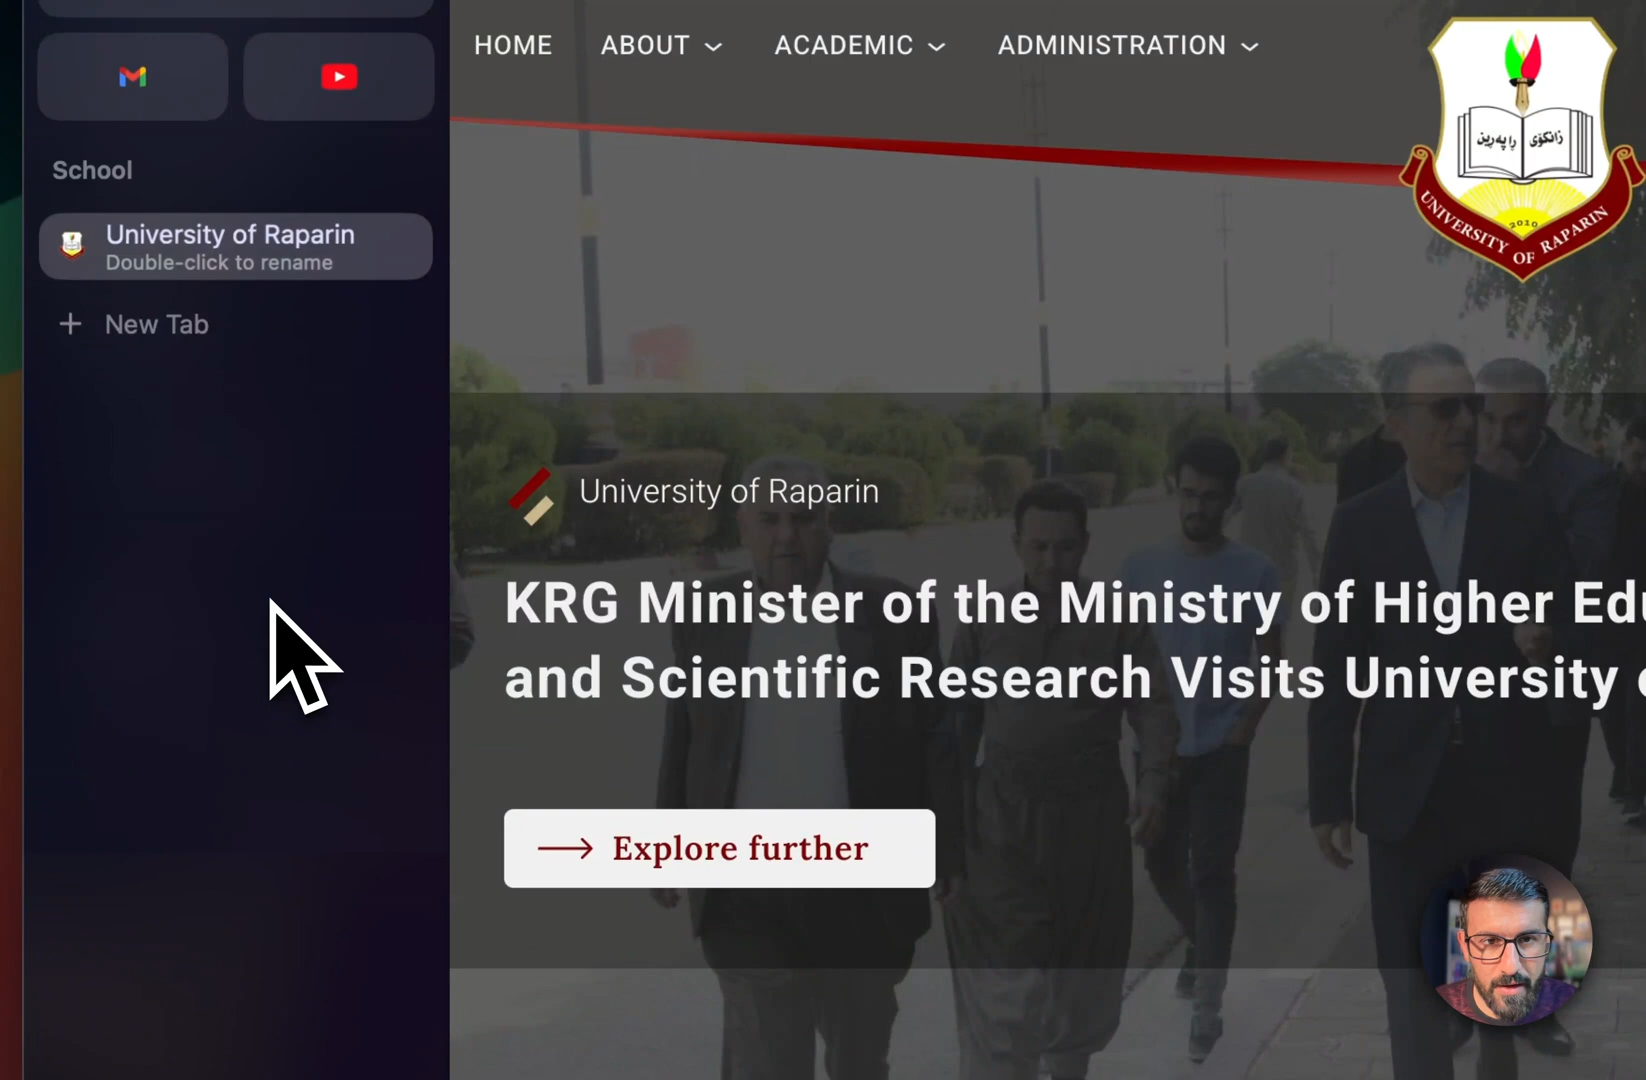 HOME
ABOUT
ACADEMIC
ADMINISTRATION
زانکۆی ڕاپەڕین
2010
UNIVERSITY OF RAPARIN
School
University of Raparin
Double-click to rename
New Tab
University of Raparin
KRG Minister of the Ministry of Higher Edu
and Scientific Research Visits University
Explore further